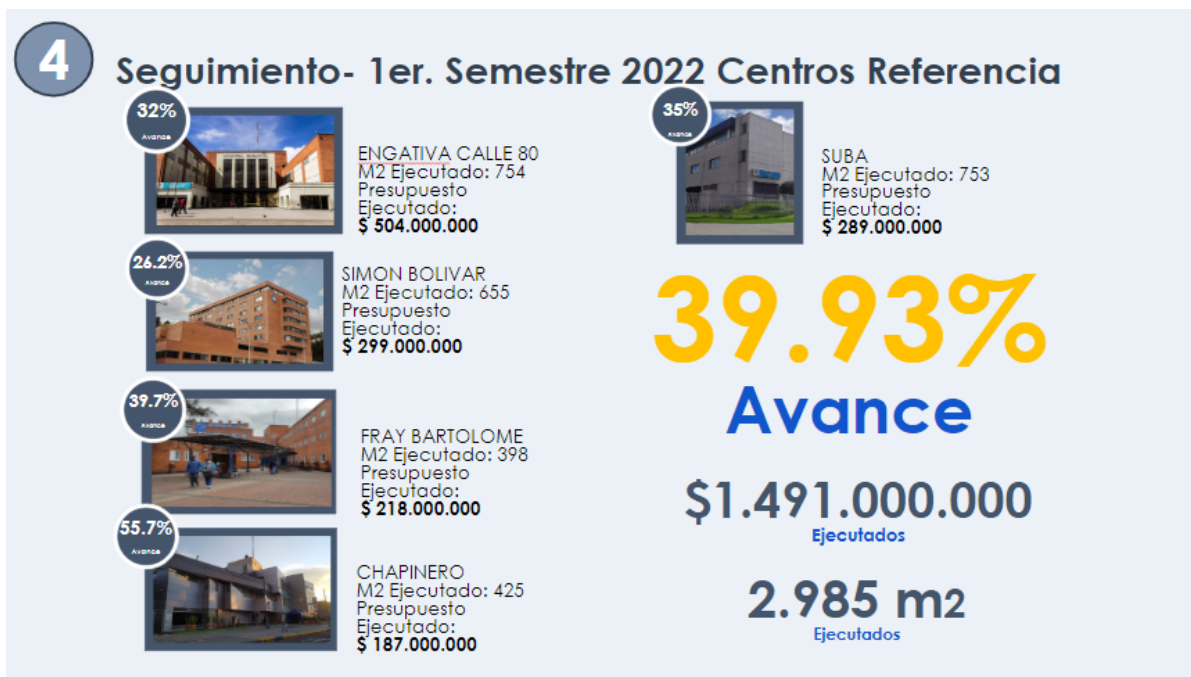 4
Seguimiento- 1er. Semestre 2022 Centros Referencia
32%
Avance
ENGATIVA CALLE 80
M2 Ejecutado: 754
Presupuesto
Ejecutado:
$ 504.000.000
26.2%
Avance
SIMON BOLIVAR
M2 Ejecutado: 655
Presupuesto
Ejecutado:
$ 299.000.000
39.7%
Avance
FRAY BARTOLOME
M2 Ejecutado: 398
Presupuesto
Ejecutado:
$ 218.000.000
55.7%
Avance
CHAPINERO
M2 Ejecutado: 425
Presupuesto
Ejecutado:
$ 187.000.000
35%
Avance
SUBA
M2 Ejecutado: 753
Presupuesto
Ejecutado:
$ 289.000.000
39.93%
Avance
$1.491.000.000
Ejecutados
2.985 m2
Ejecutados